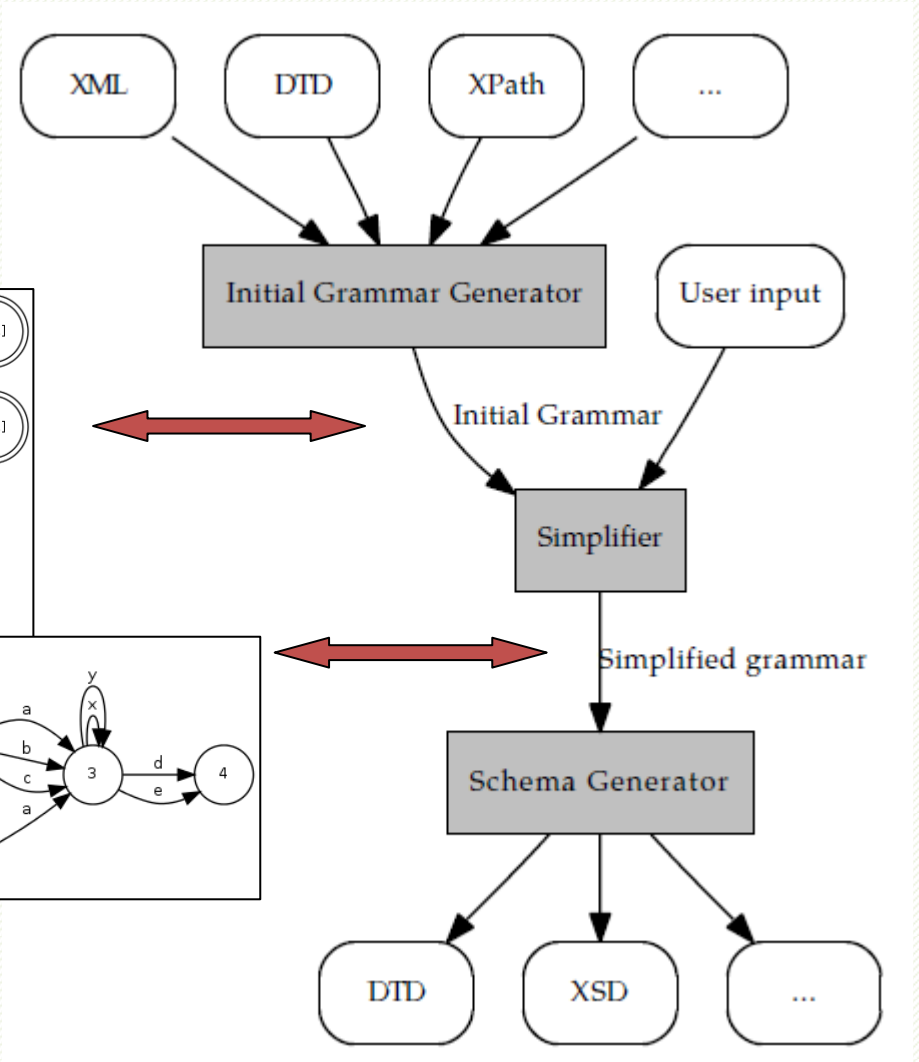 XML
DTD
XPath
...
Initial Grammar Generator
User input
]
]
Initial Grammar
Simplifier
Simplified grammar
y
x
a
b
c
a
3
d
e
4
Schema Generator
DTD
XSD
...